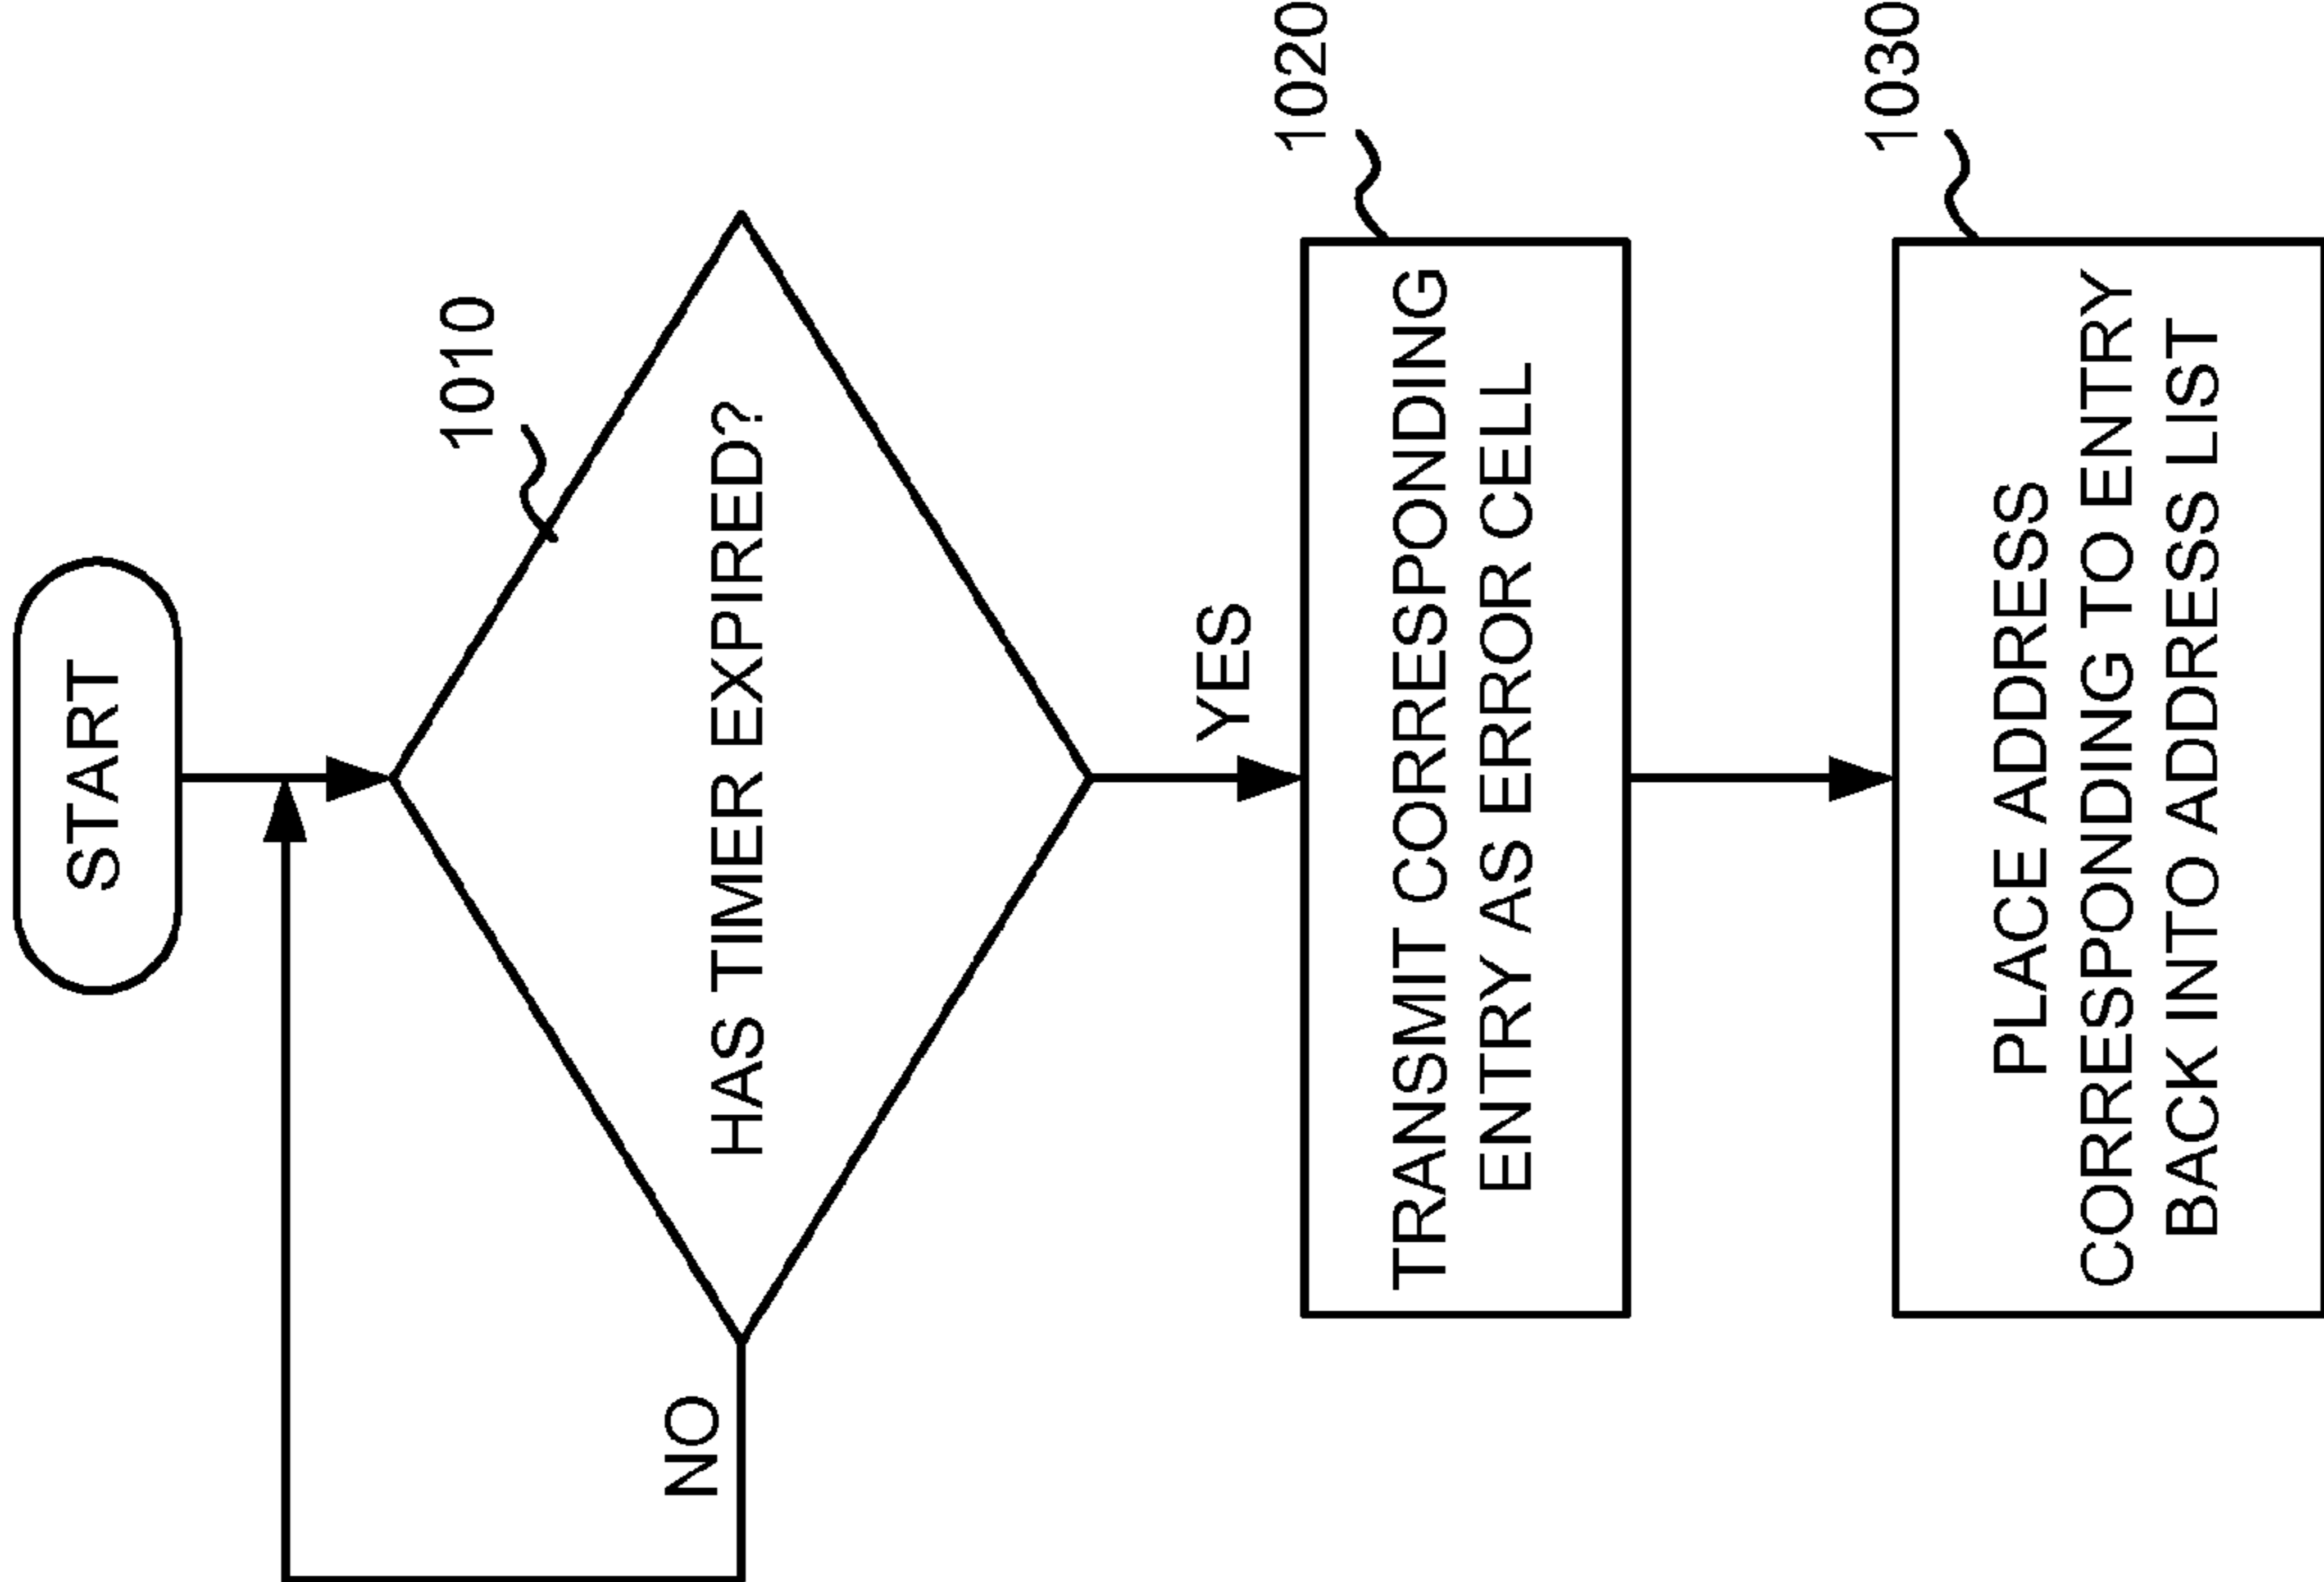 START
1010
HAS TIMER EXPIRED?
NO
YES
1020
TRANSMIT CORRESPONDING
ENTRY AS ERROR CELL
1030
PLACE ADDRESS
CORRESPONDING TO ENTRY
BACK INTO ADDRESS LIST